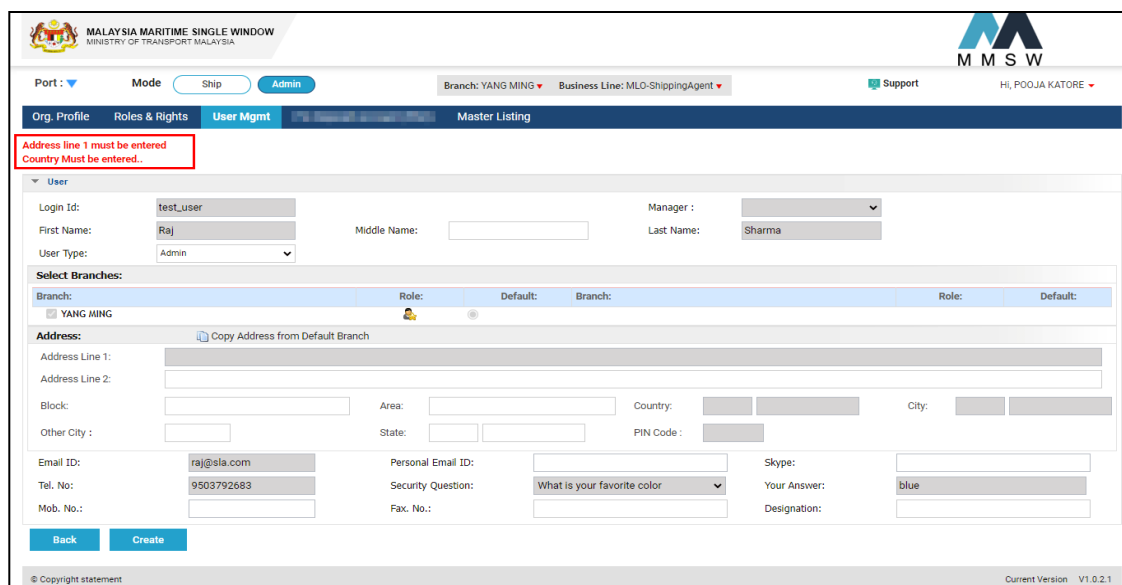 MALAYSIA MARITIME SINGLE WINDOW
MINISTRY OF TRANSPORT MALAYSIA
MMSW
Port : Mode Ship Admin Branch: YANG MING Business Line: MLO-ShippingAgent Support Hi, POOJA KATORE
Org. Profile Roles & Rights User Mgmt Master Listing
Address line 1 must be entered
Country Must be entered..
User
Login Id: test_user Manager :
First Name: Raj Middle Name: Last Name: Sharma
User Type: Admin
Select Branches:
Branch: Role: Default: Branch: Role: Default:
YANG MING
Address: Copy Address from Default Branch
Address Line 1:
Address Line 2:
Block: Area: Country: City:
Other City : State: PIN Code :
Email ID: raj@sla.com Personal Email ID: Skype:
Tel. No: 9503792683 Security Question: What is your favorite color Your Answer: blue
Mob. No.: Fax. No.: Designation:
Back Create
© Copyright statement Current Version V1.0.2.1